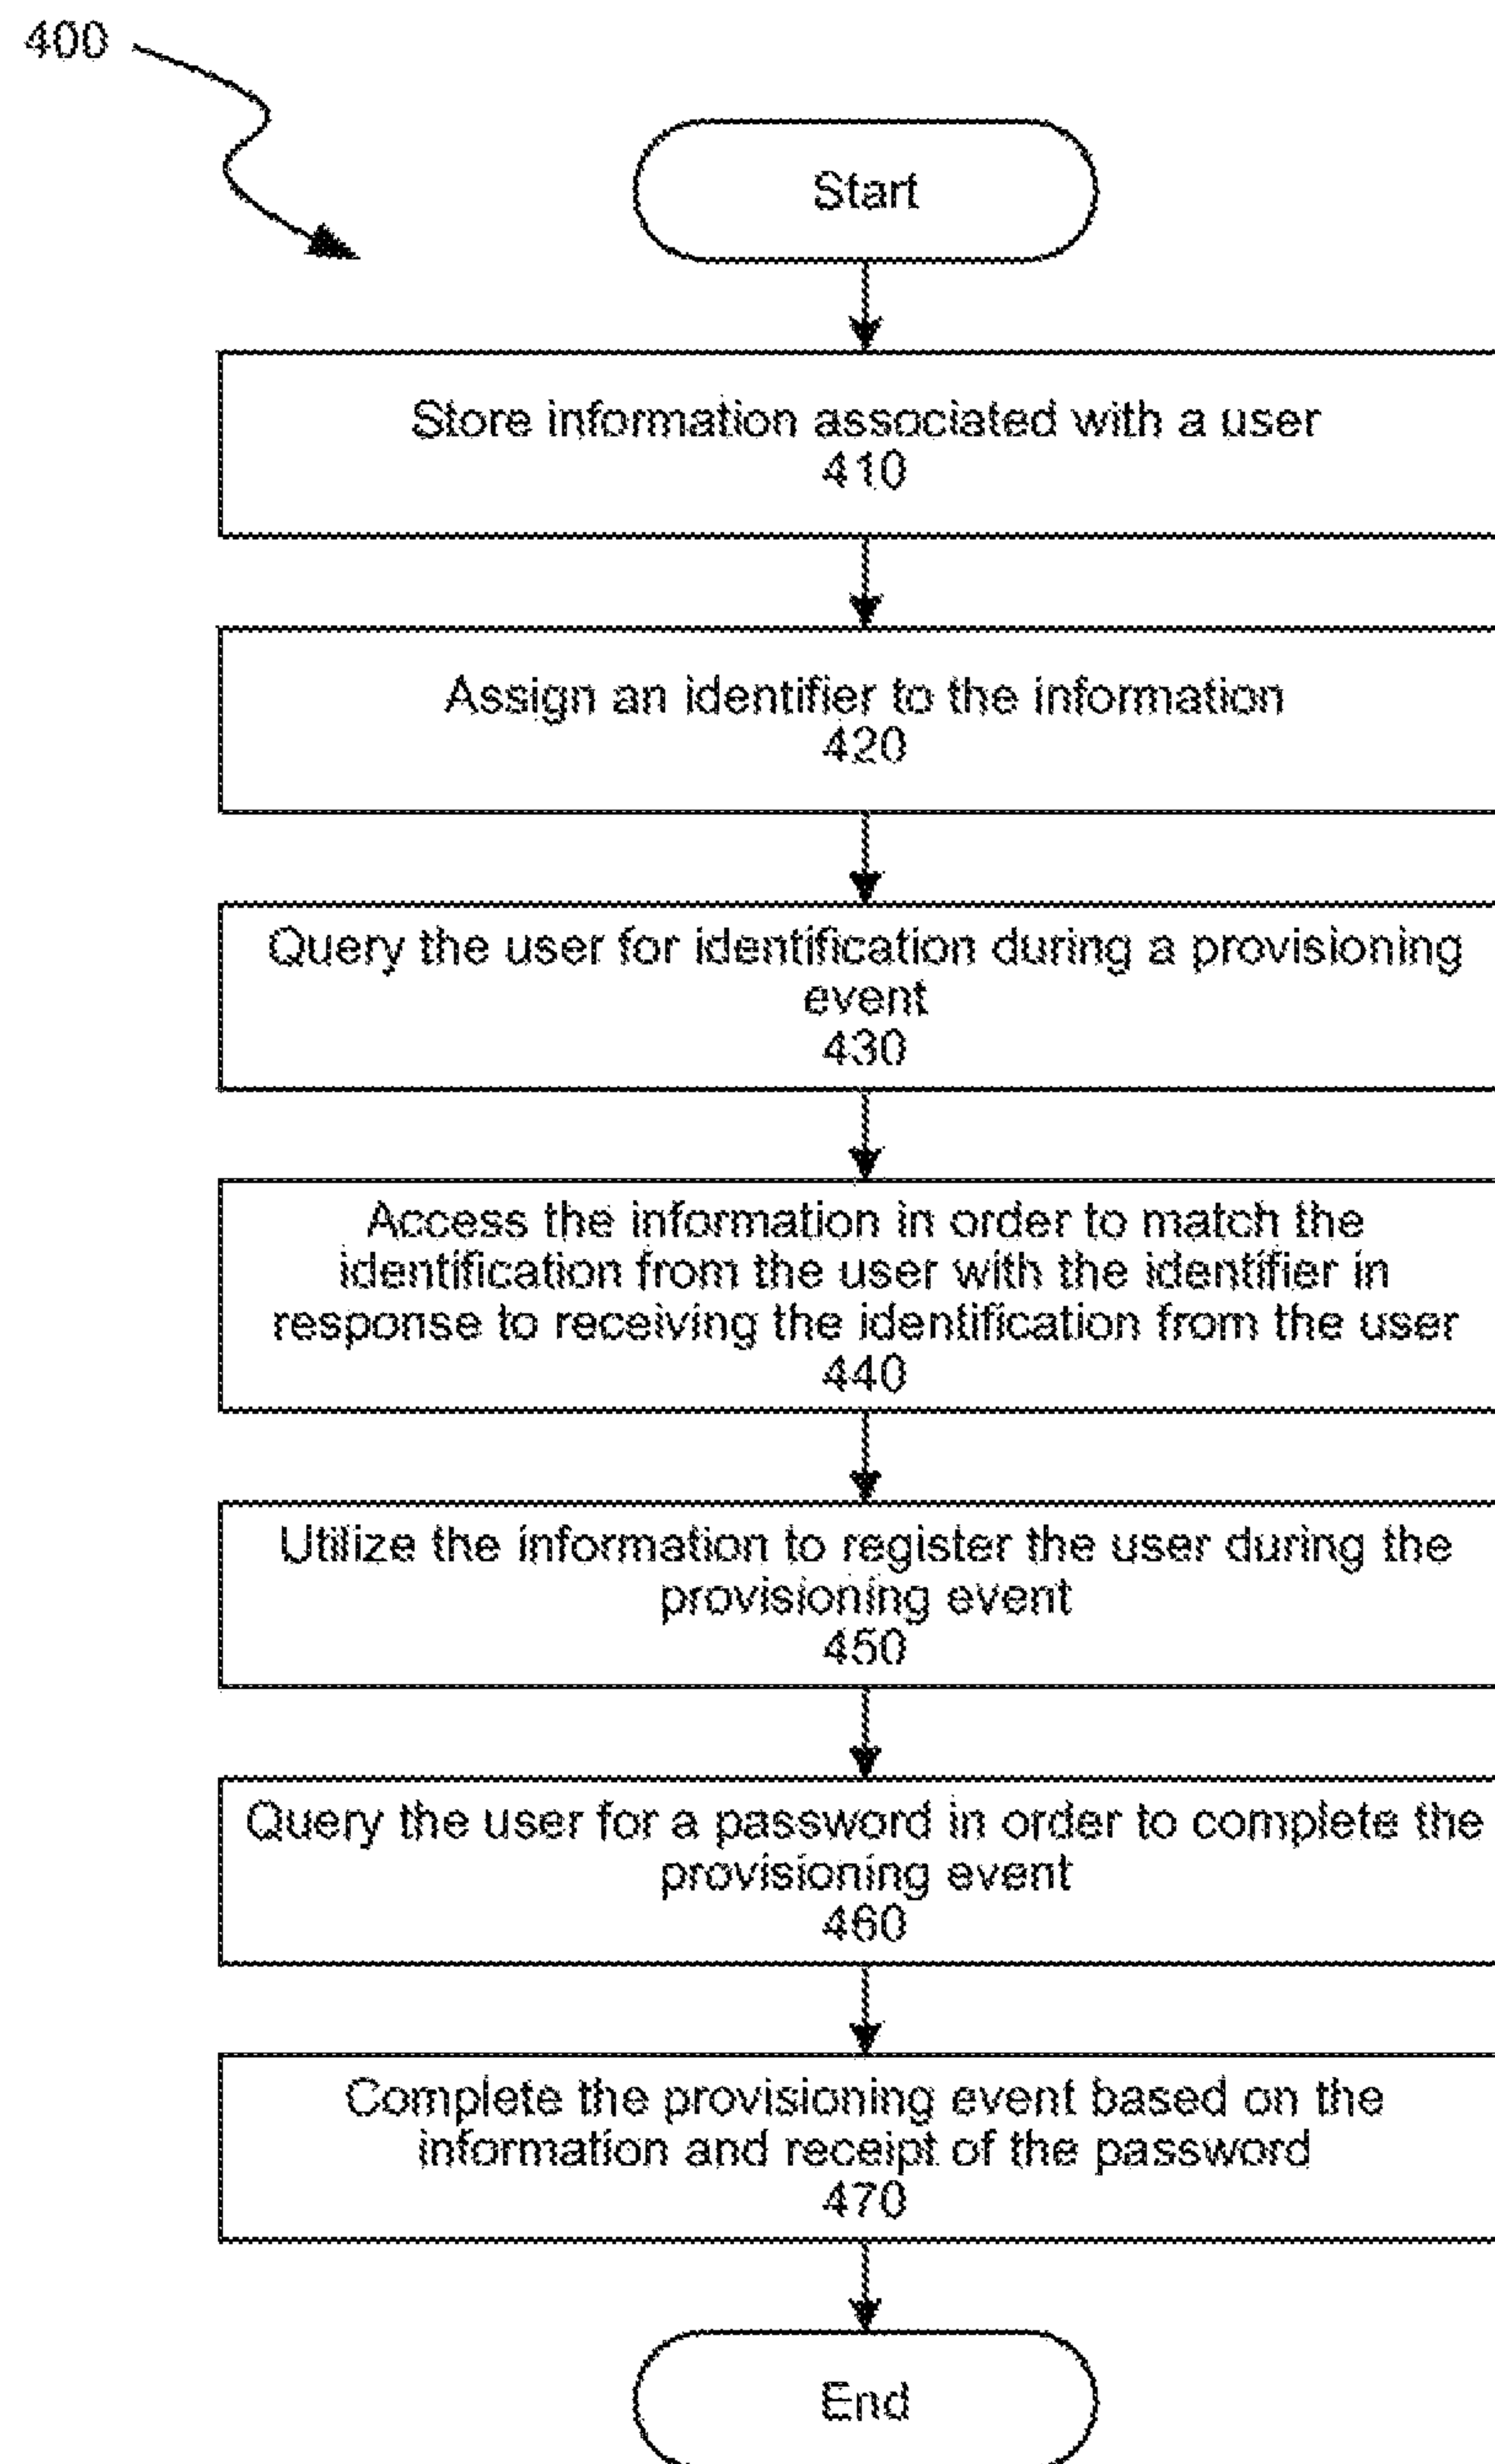 400
Start
Store information associated with a user
410
Assign an identifier to the information
420
Query the user for identification during a provisioning
event
430
Access the information in order to match the
identification from the user with the identifier in
response to receiving the identification from the user
440
Utilize the information to register the user during the
provisioning event
450
Query the user for a password in order to complete the
provisioning event
460
Complete the provisioning event based on the
information and receipt of the password
470
End